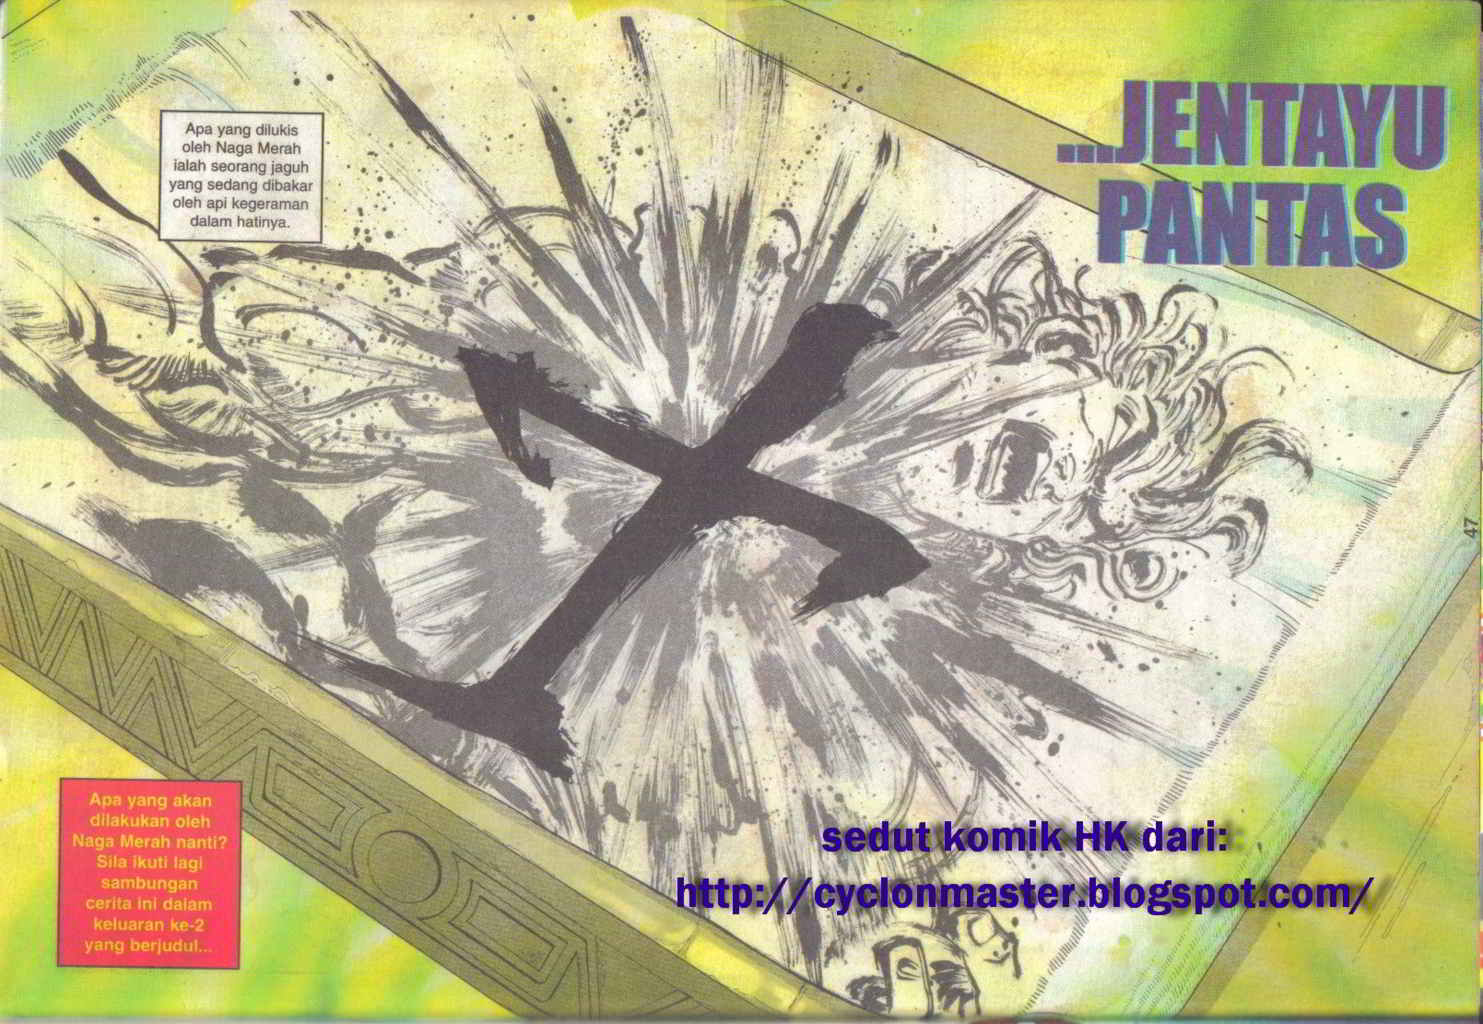 Apa yang dilukis
oleh Naga Merah
ialah seorang jaguh
yang sedang dibakar
oleh api kegeraman
dalam hatinya.
...JENTAYU
PANTAS
47
Apa yang akan
dilakukan oleh
Naga Merah nanti?
Sila ikuti lagi
sambungan
cerita ini dalam
keluaran ke-2
yang berjudul...
sedut komik HK dari:
http://cyclonmaster.blogspot.com/